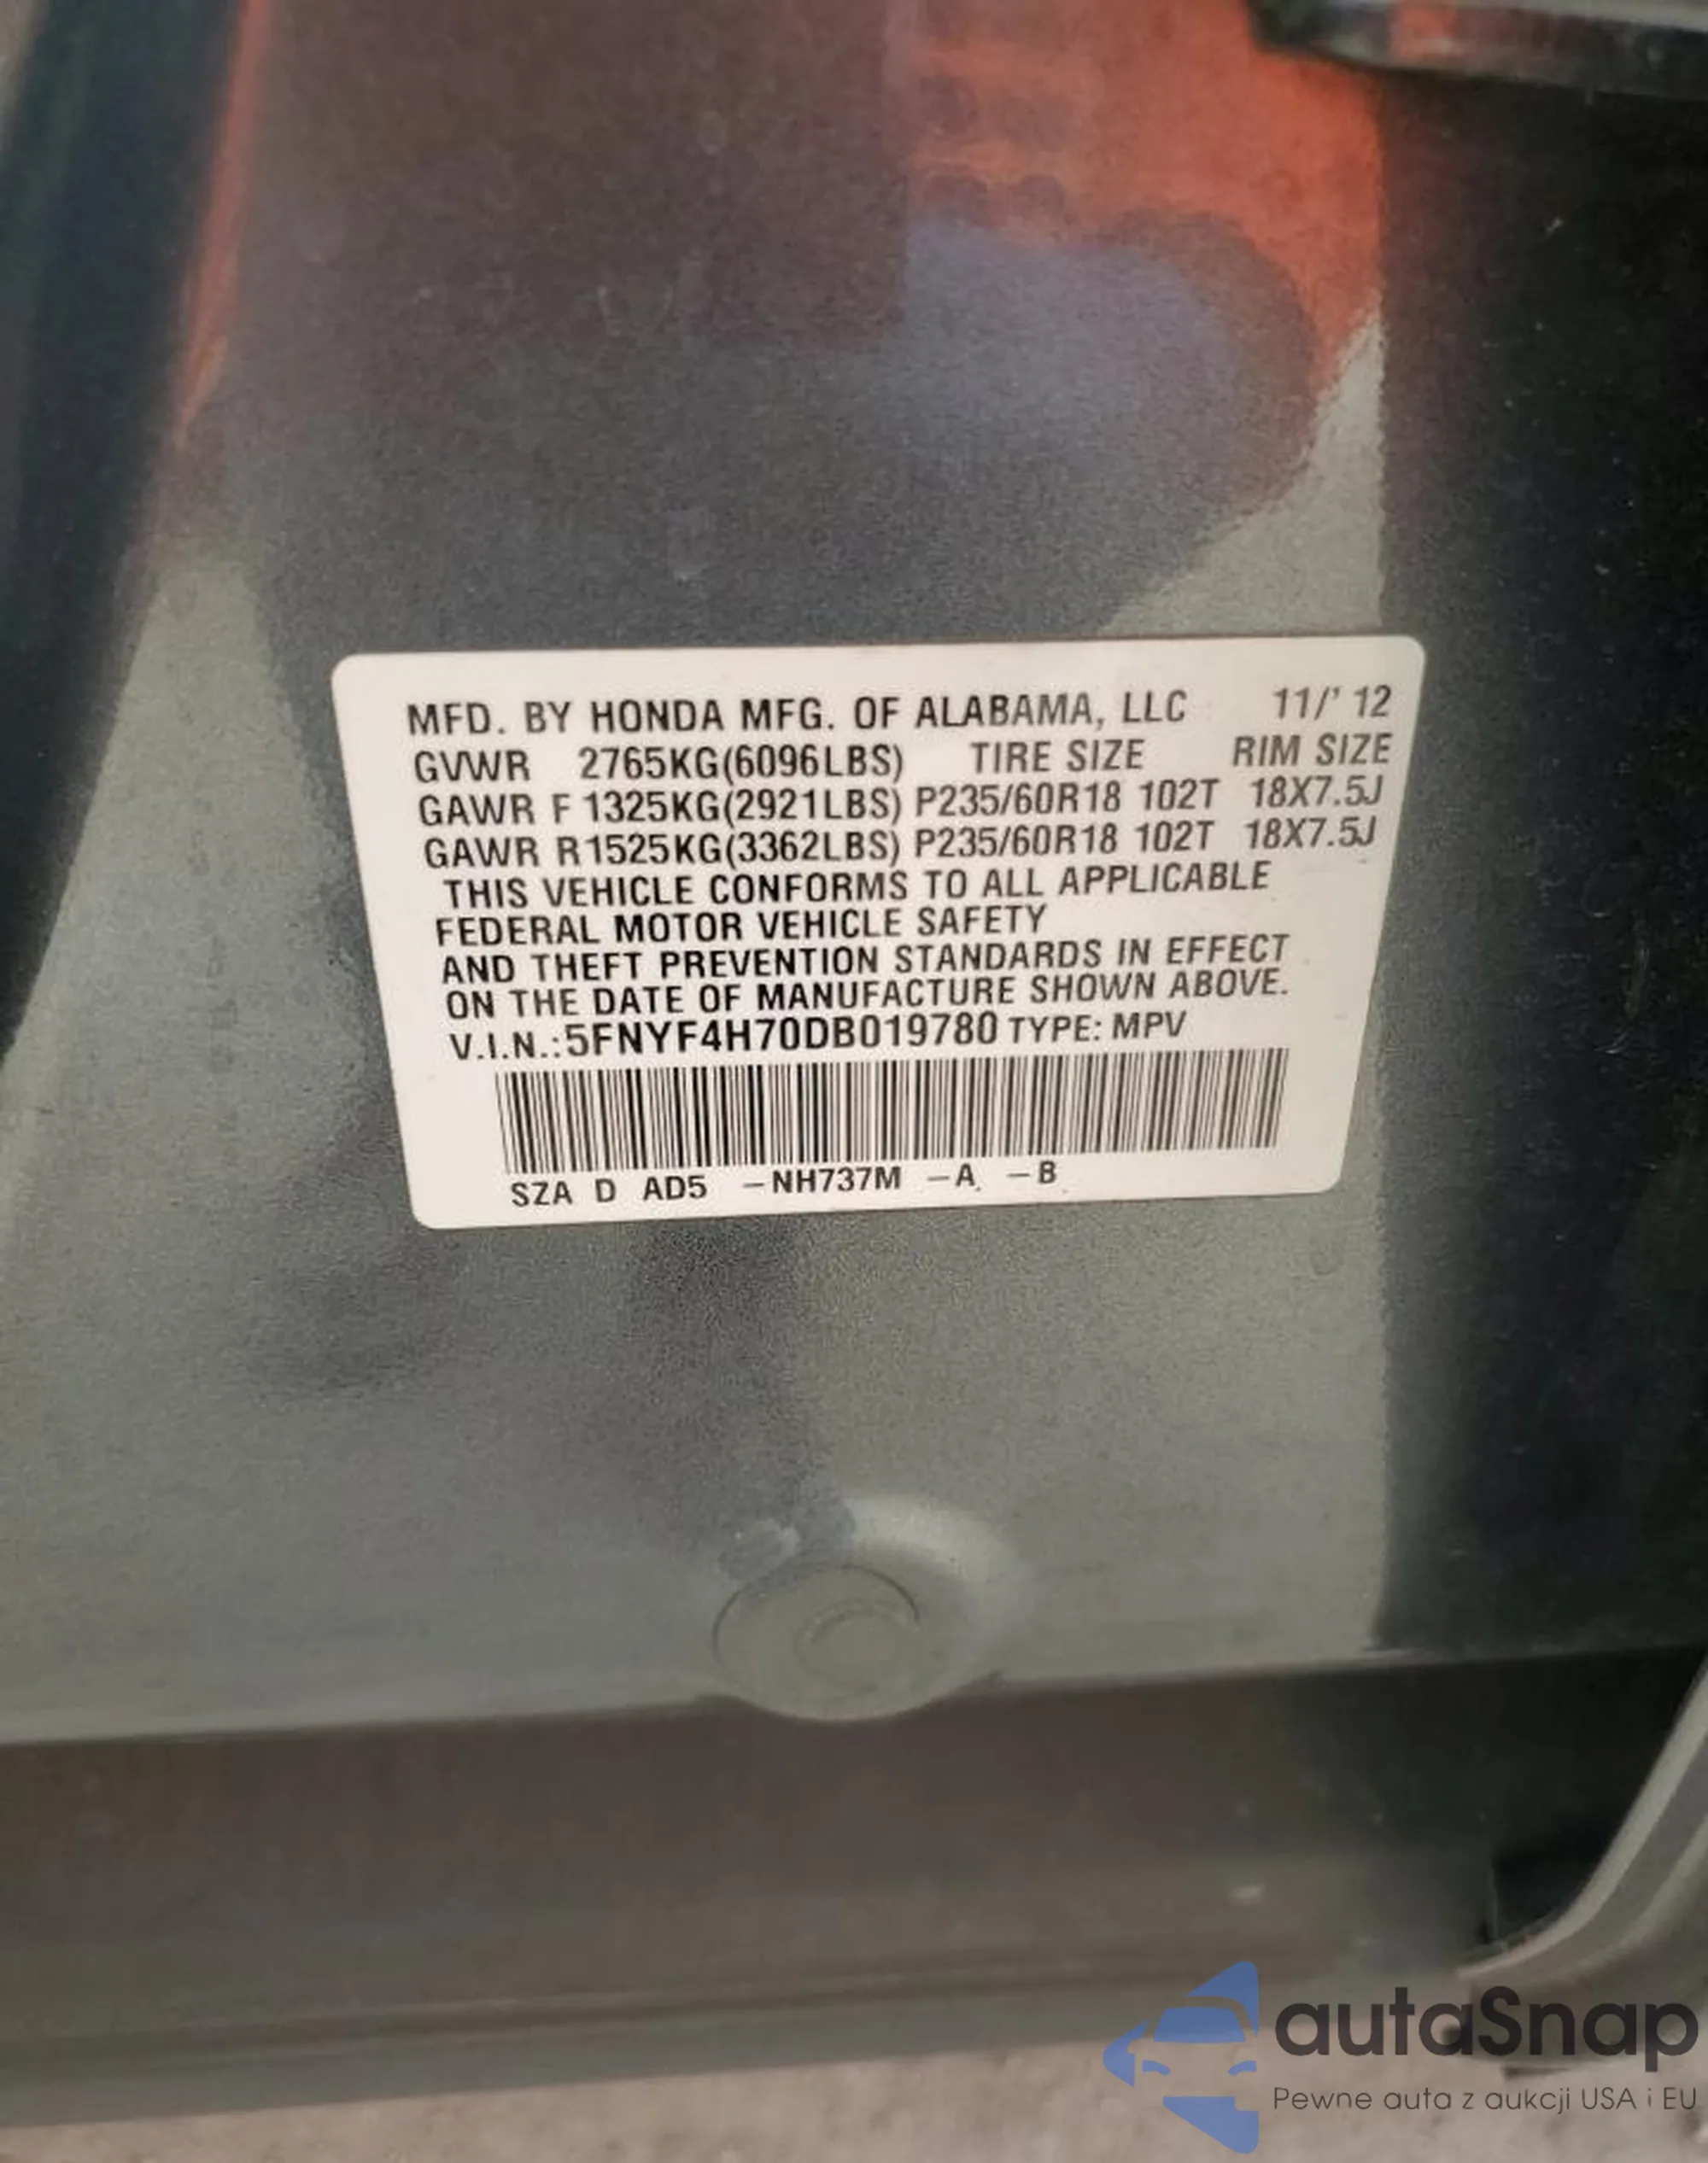 MFD. BY HONDA MFG. OF ALABAMA, LLC 11/' 12
GVWR 2765KG(6096LBS) TIRE SIZE RIM SIZE
GAWR F 1325KG(2921LBS) P235/60R18 102T 18X7.5J
GAWR R1525KG(3362LBS) P235/60R18 102T 18X7.5J
THIS VEHICLE CONFORMS TO ALL APPLICABLE
FEDERAL MOTOR VEHICLE SAFETY
AND THEFT PREVENTION STANDARDS IN EFFECT
ON THE DATE OF MANUFACTURE SHOWN ABOVE.
V.I.N.:5FNYF4H70DB019780 TYPE: MPV
SZA D AD5 –NH737M –A –B
autaSnap
Pewne auta z aukcji USA i EU